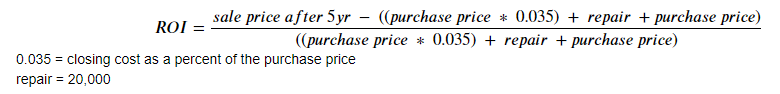 ROI = sale price after 5yr − ((purchase price * 0.035) + repair + purchase price)
((purchase price * 0.035) + repair + purchase price)
0.035 = closing cost as a percent of the purchase price
repair = 20,000